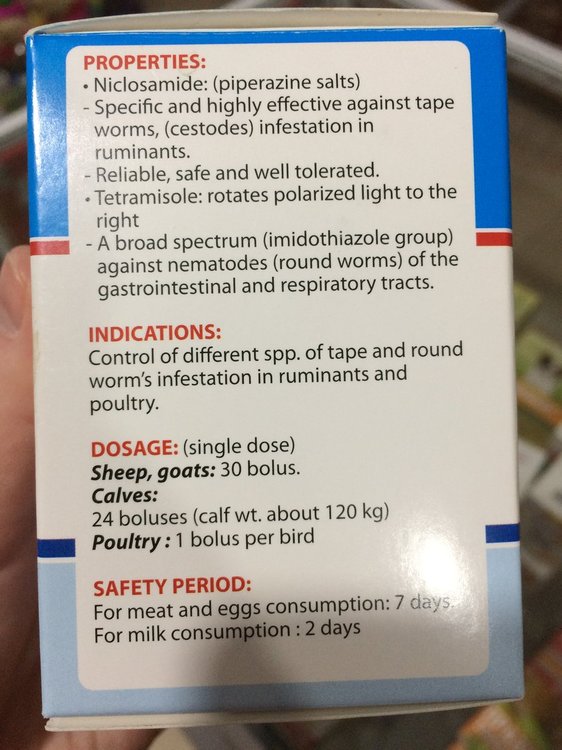 PROPERTIES:
• Niclosamide: (piperazine salts)
- Specific and highly effective against tape
worms, (cestodes) infestation in
ruminants.
- Reliable, safe and well tolerated.
• Tetramisole: rotates polarized light to the
right
- A broad spectrum (imidothiazole group)
against nematodes (round worms) of the
gastrointestinal and respiratory tracts.
INDICATIONS:
Control of different spp. of tape and round
worm's infestation in ruminants and
poultry.
DOSAGE: (single dose)
Sheep, goats: 30 bolus.
Calves:
24 boluses (calf wt. about 120 kg)
Poultry : 1 bolus per bird
SAFETY PERIOD:
For meat and eggs consumption: 7 days.
For milk consumption : 2 days